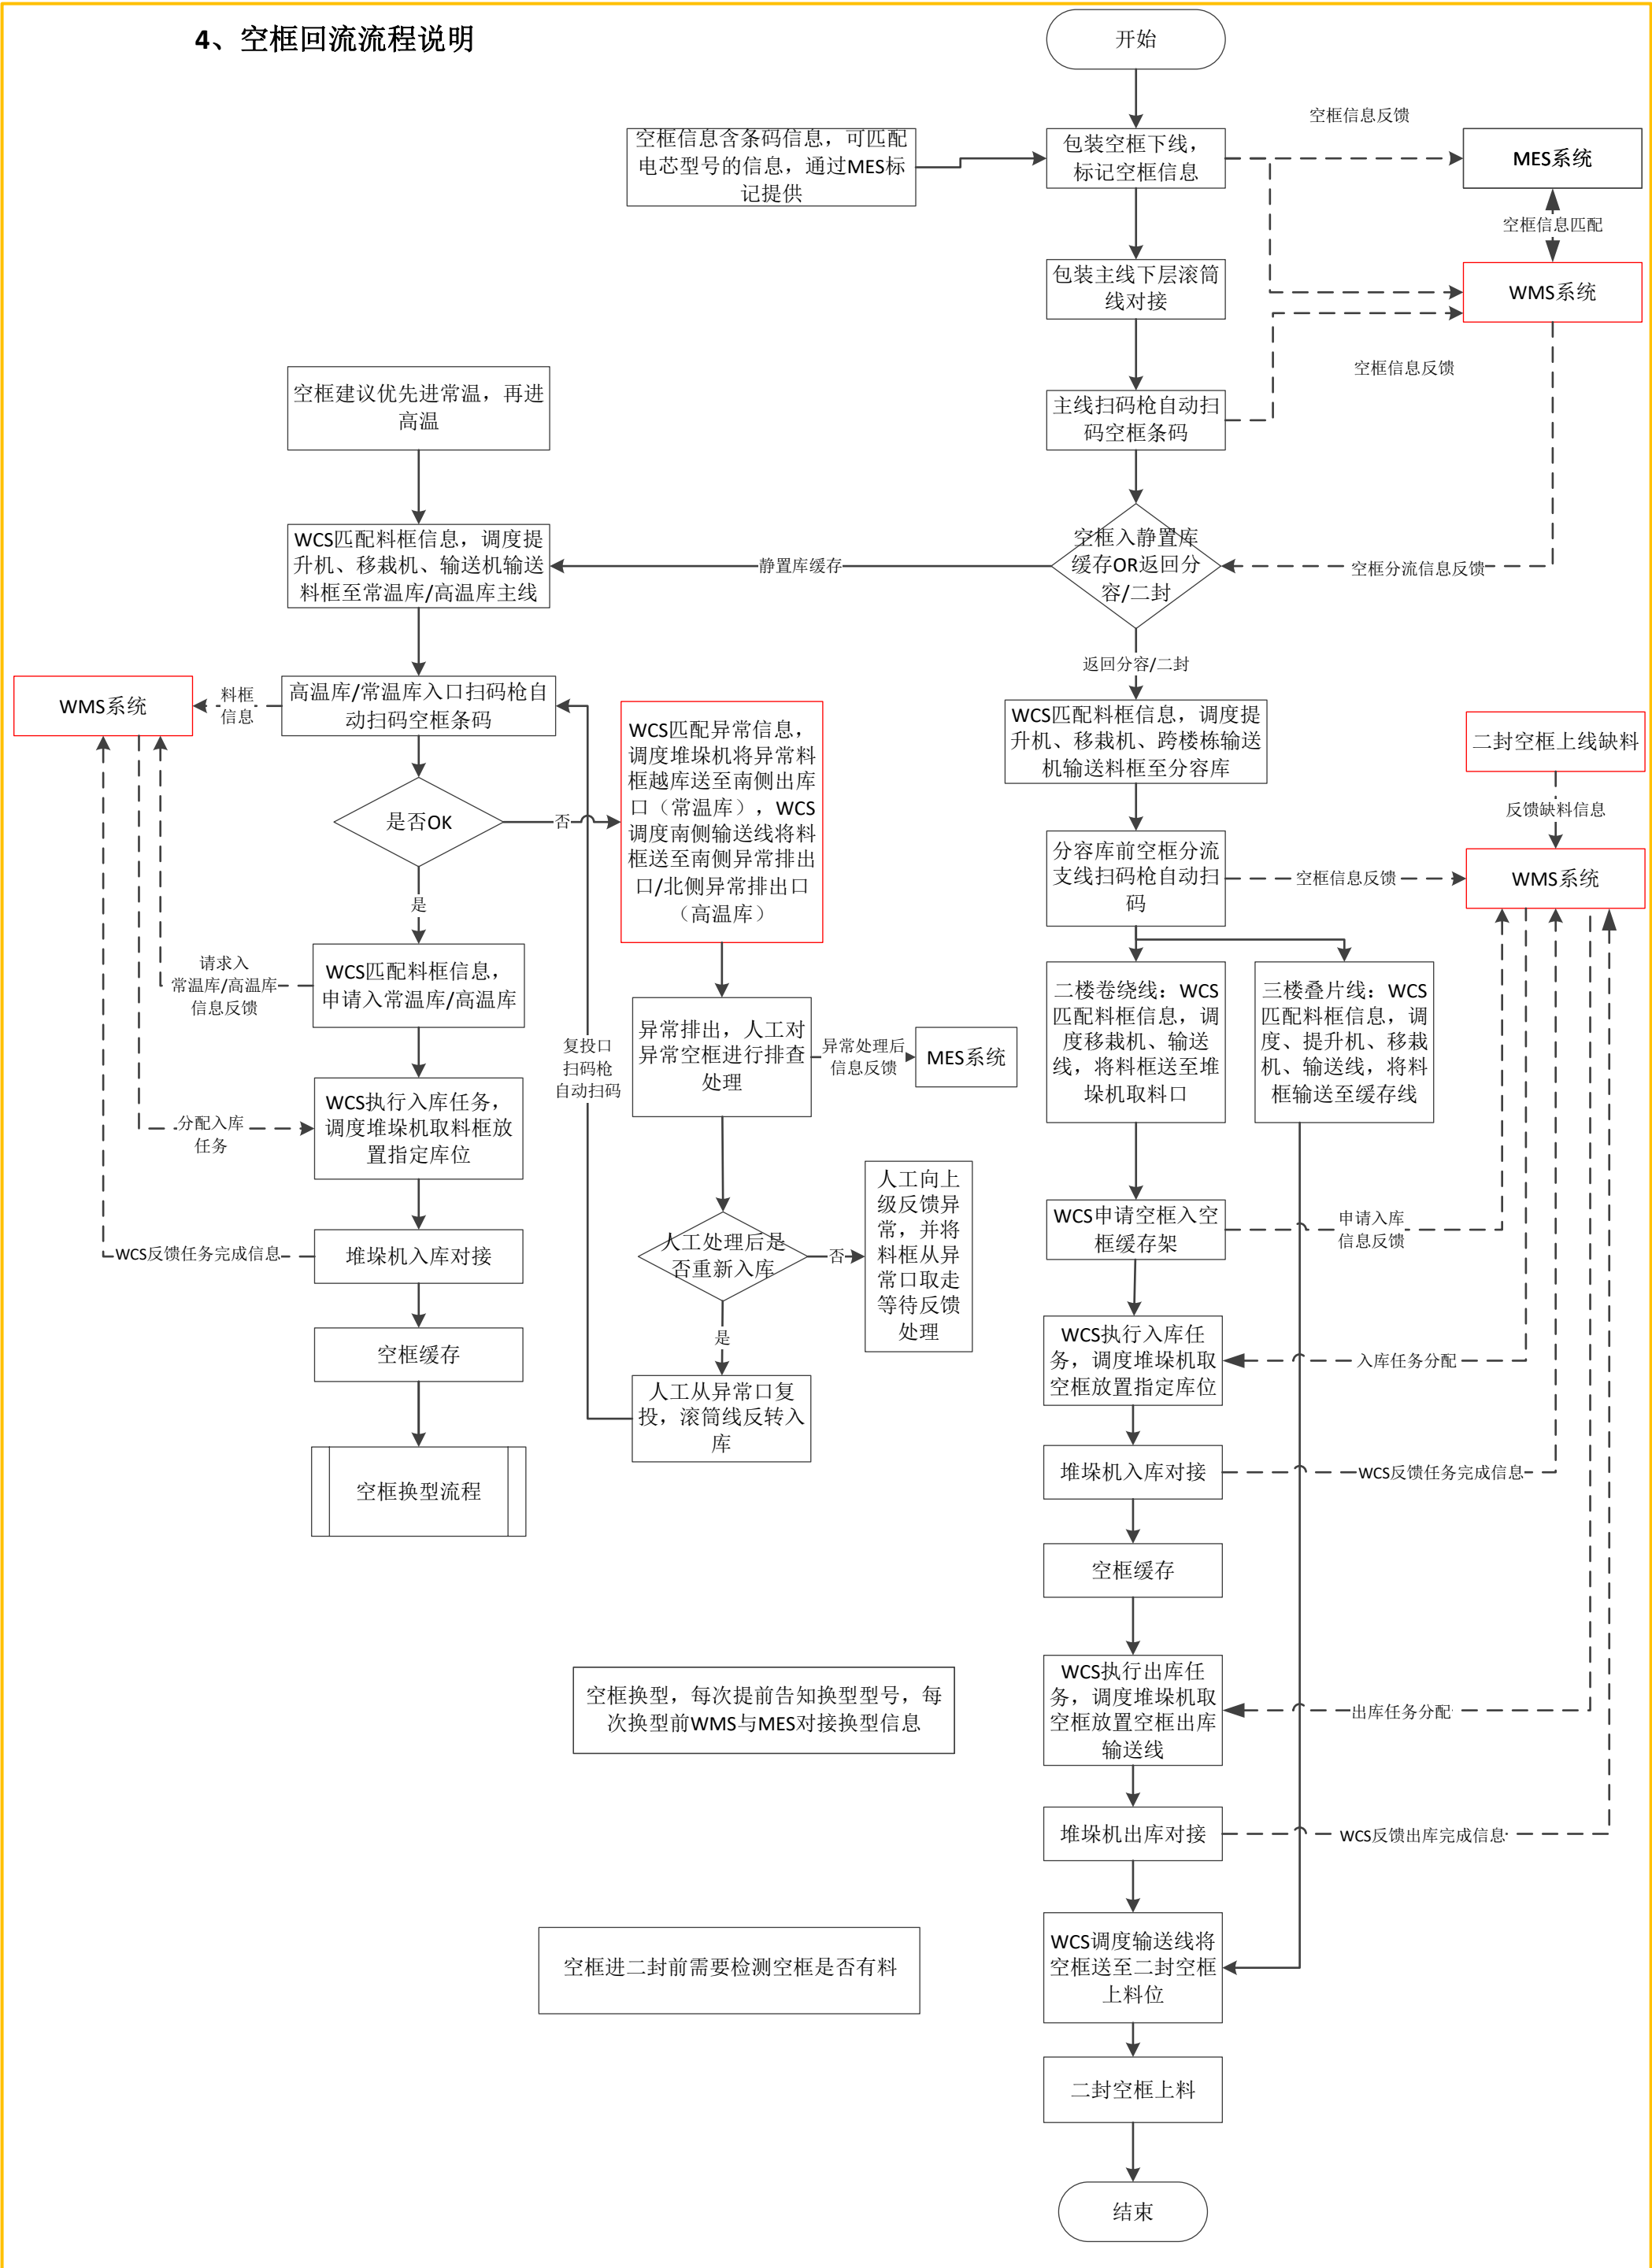 4、空框回流流程说明
开始
空框信息反馈
空框信息含条码信息，可匹配
电芯型号的信息，通过MES标
记提供
包装空框下线，
标记空框信息
MES系统
空框信息匹配
包装主线下层滚筒
线对接
WMS系统
空框信息反馈
空框建议优先进常温，再进
高温
主线扫码枪自动扫
码空框条码
WCS匹配料框信息，调度提
升机、移栽机、输送机输送
料框至常温库/高温库主线
静置库缓存
空框入静置库
缓存OR返回分
容/二封
空框分流信息反馈
返回分容/二封
WMS系统
料框
信息
高温库/常温库入口扫码枪自
动扫码空框条码
WCS匹配异常信息，
调度堆垛机将异常料
框越库送至南侧出库
口（常温库），WCS
调度南侧输送线将料
框送至南侧异常排出
口/北侧异常排出口
（高温库）
WCS匹配料框信息，调度提
升机、移栽机、跨楼栋输送
机输送料框至分容库
二封空框上线缺料
反馈缺料信息
是否OK
否
是
分容库前空框分流
支线扫码枪自动扫
码
空框信息反馈
WMS系统
请求入
常温库/高温库
信息反馈
WCS匹配料框信息，
申请入常温库/高温库
复投口
扫码枪
自动扫码
异常排出，人工对
异常空框进行排查
处理
异常处理后
信息反馈
MES系统
二楼卷绕线：WCS
匹配料框信息，调
度移栽机、输送
线，将料框送至堆
垛机取料口
三楼叠片线：WCS
匹配料框信息，调
度、提升机、移栽
机、输送线，将料
框输送至缓存线
分配入库
任务
WCS执行入库任务，
调度堆垛机取料框放
置指定库位
人工向上
级反馈异
常，并将
料框从异
常口取走
等待反馈
处理
WCS申请空框入空
框缓存架
申请入库
信息反馈
WCS反馈任务完成信息
堆垛机入库对接
人工处理后是
否重新入库
否
是
空框缓存
WCS执行入库任
务，调度堆垛机取
空框放置指定库位
入库任务分配
人工从异常口复
投，滚筒线反转入
库
空框换型流程
堆垛机入库对接
WCS反馈任务完成信息
空框缓存
空框换型，每次提前告知换型型号，每
次换型前WMS与MES对接换型信息
WCS执行出库任
务，调度堆垛机取
空框放置空框出库
输送线
出库任务分配
堆垛机出库对接
WCS反馈出库完成信息
空框进二封前需要检测空框是否有料
WCS调度输送线将
空框送至二封空框
上料位
二封空框上料
结束